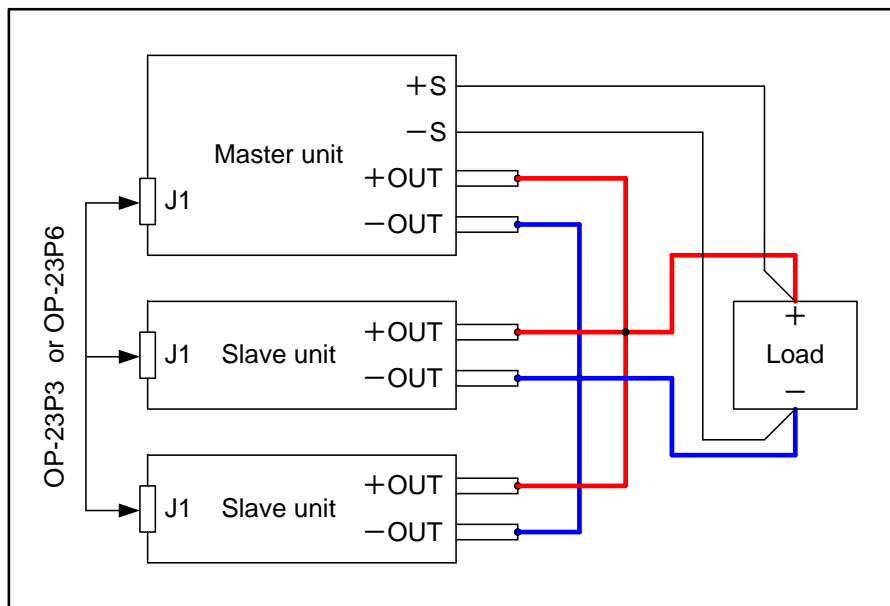 +S
−S
Master unit
+OUT
J1
−OUT
OP-23P3 or OP-23P6
+OUT
J1
Slave unit
−OUT
+
Load
−
+OUT
J1
Slave unit
−OUT